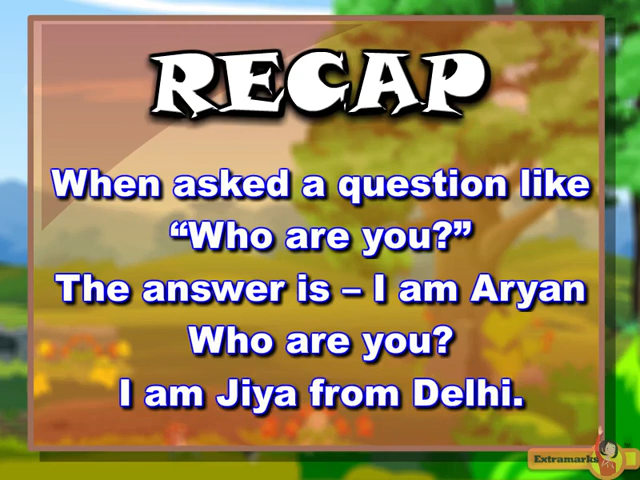 RECAP
When asked a question like
“Who are you?”
The answer is – I am Aryan
Who are you?
I am Jiya from Delhi.
Extramarks